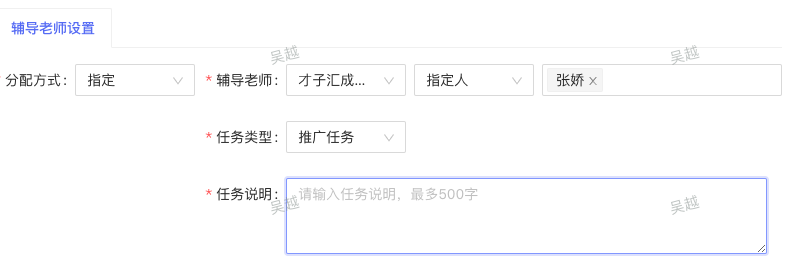 辅导老师设置
* 分配方式： 指定 * 辅导老师： 才子汇成... 指定人 张娇 ×
* 任务类型： 推广任务
* 任务说明： 请输入任务说明，最多500字
吴越 吴越
吴越 吴越